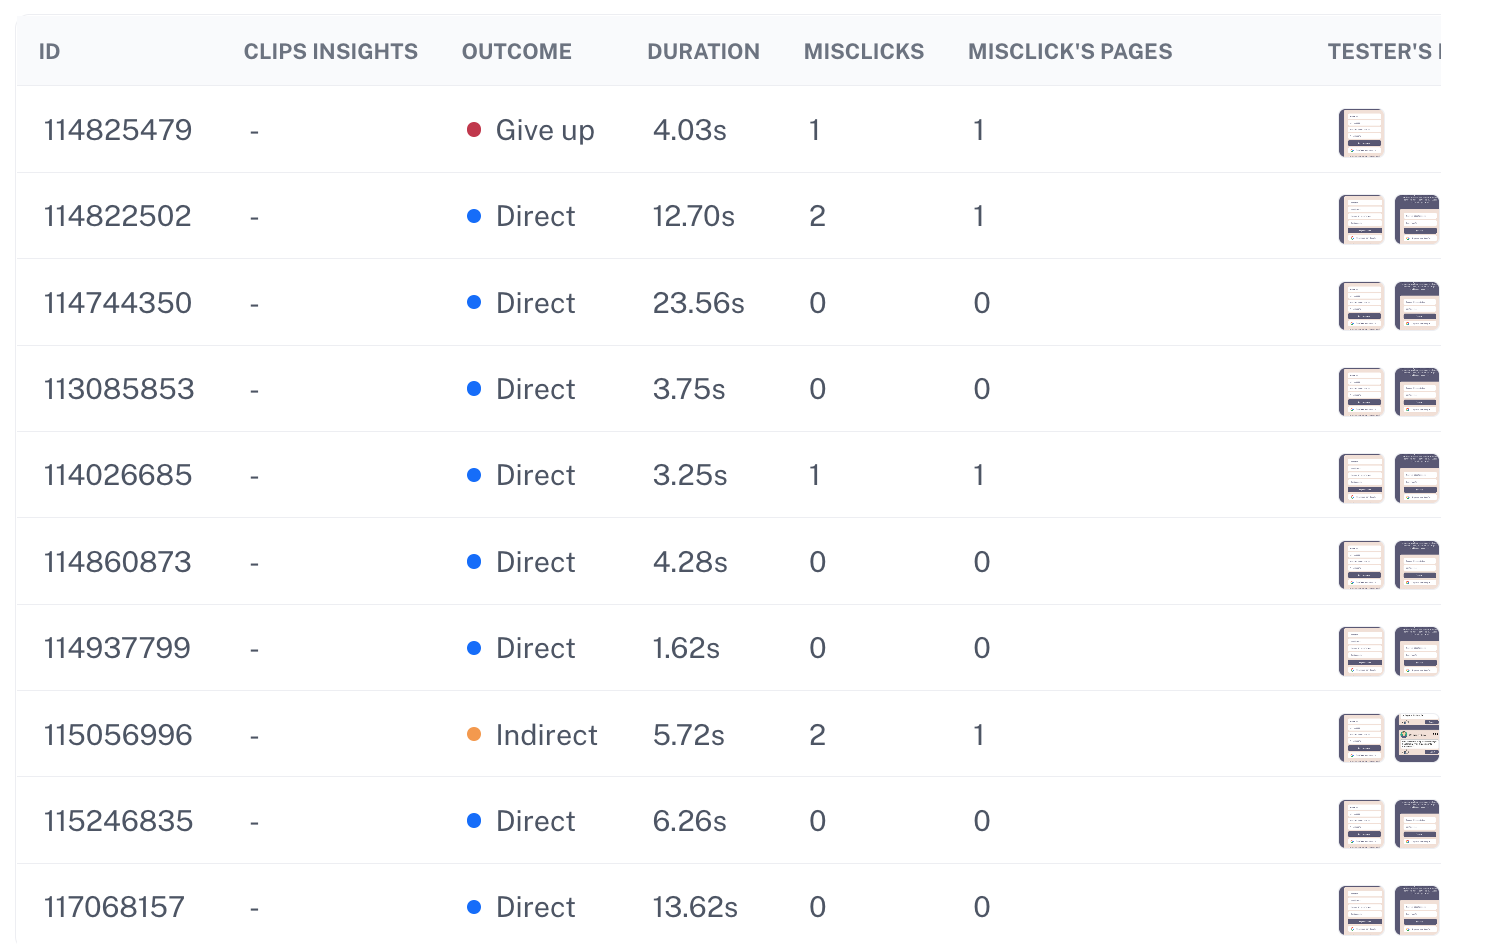 ID CLIPS INSIGHTS OUTCOME DURATION MISCLICKS MISCLICK'S PAGES TESTER'S
114825479 - Give up 4.03s 1 1
114822502 - Direct 12.70s 2 1
114744350 - Direct 23.56s 0 0
113085853 - Direct 3.75s 0 0
114026685 - Direct 3.25s 1 1
114860873 - Direct 4.28s 0 0
114937799 - Direct 1.62s 0 0
115056996 - Indirect 5.72s 2 1
115246835 - Direct 6.26s 0 0
117068157 - Direct 13.62s 0 0